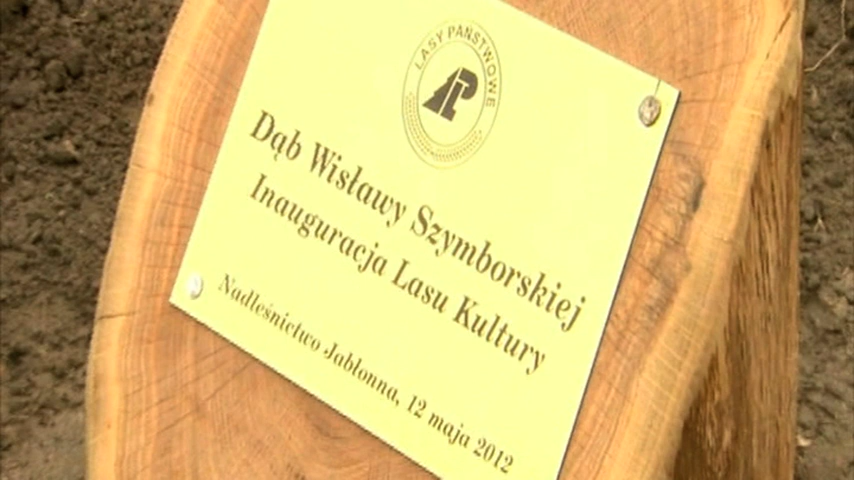 LASY PAŃSTWOWE
Dąb Wisławy Szymborskiej
Inauguracja Lasu Kultury
Nadleśnictwo Jabłonna, 12 maja 2012